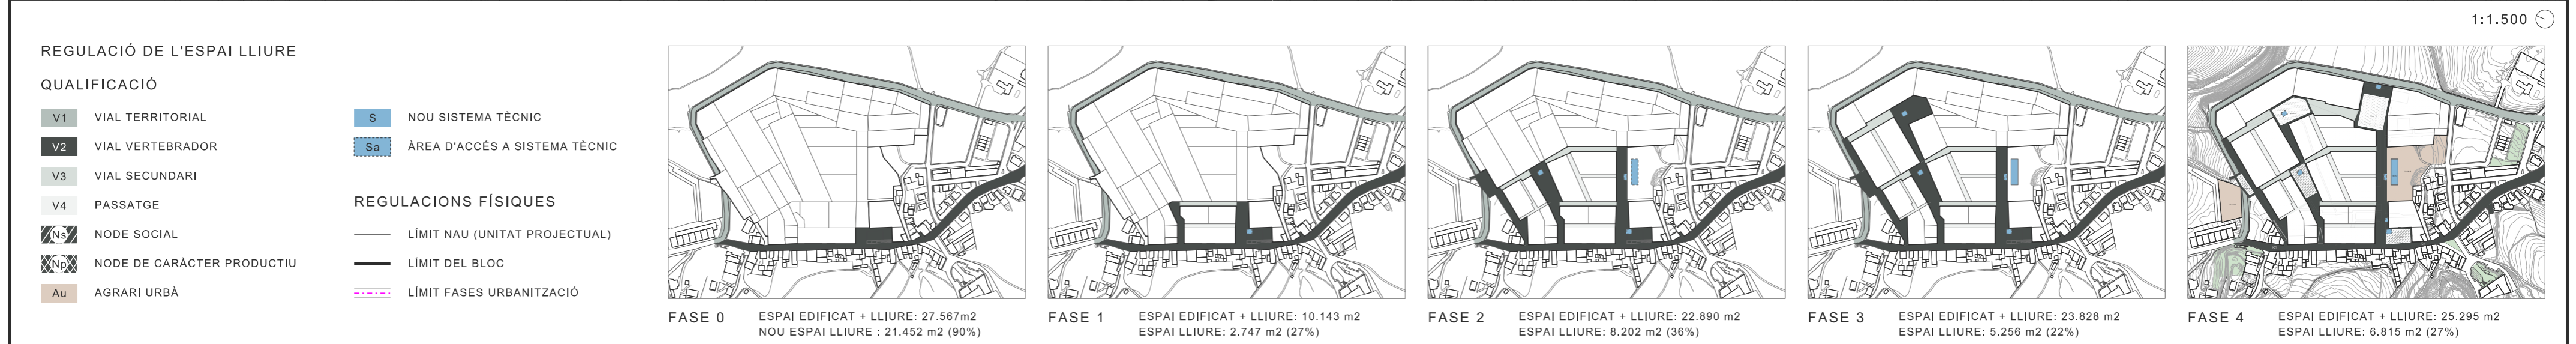 1:1.500
REGULACIÓ DE L'ESPAI LLIURE
QUALIFICACIÓ
V1 VIAL TERRITORIAL
V2 VIAL VERTEBRADOR
V3 VIAL SECUNDARI
V4 PASSATGE
Ns NODE SOCIAL
Np NODE DE CARÀCTER PRODUCTIU
Au AGRARI URBÀ
S NOU SISTEMA TÈCNIC
Sa ÀREA D'ACCÉS A SISTEMA TÈCNIC
REGULACIONS FÍSIQUES
LÍMIT NAU (UNITAT PROJECTUAL)
LÍMIT DEL BLOC
LÍMIT FASES URBANITZACIÓ
FASE 0 ESPAI EDIFICAT + LLIURE: 27.567m2
NOU ESPAI LLIURE : 21.452 m2 (90%)
FASE 1 ESPAI EDIFICAT + LLIURE: 10.143 m2
ESPAI LLIURE: 2.747 m2 (27%)
FASE 2 ESPAI EDIFICAT + LLIURE: 22.890 m2
ESPAI LLIURE: 8.202 m2 (36%)
FASE 3 ESPAI EDIFICAT + LLIURE: 23.828 m2
ESPAI LLIURE: 5.256 m2 (22%)
FASE 4 ESPAI EDIFICAT + LLIURE: 25.295 m2
ESPAI LLIURE: 6.815 m2 (27%)